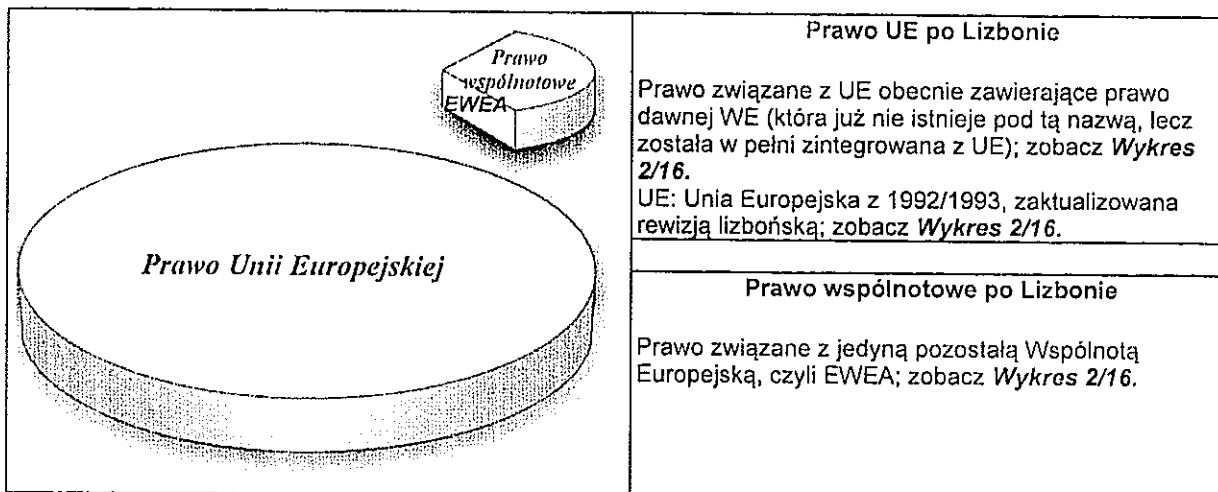 Prawo
wspólnotowe
EWEA
Prawo Unii Europejskiej
Prawo UE po Lizbonie
Prawo związane z UE obecnie zawierające prawo
dawnej WE (która już nie istnieje pod tą nazwą, lecz
została w pełni zintegrowana z UE); zobacz Wykres
2/16.
UE: Unia Europejska z 1992/1993, zaktualizowana
rewizją lizbońską; zobacz Wykres 2/16.
Prawo wspólnotowe po Lizbonie
Prawo związane z jedyną pozostałą Wspólnotą
Europejską, czyli EWEA; zobacz Wykres 2/16.